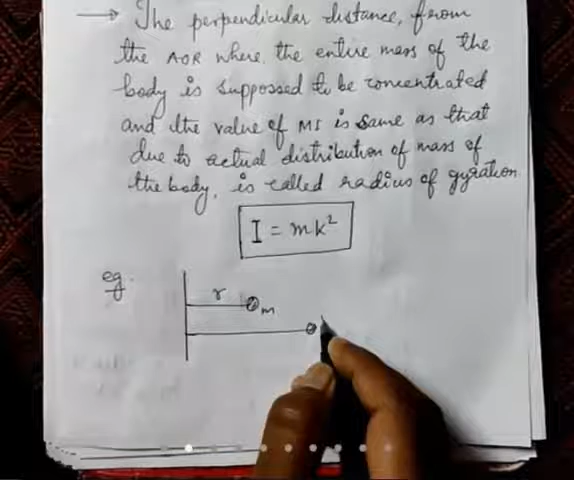 → The perpendicular distance, from
the AOR where the entire mass of the
body is suppossed to be concentrated
and the value of MI is same as that
due to actual distribution of mass of
the body, is called radius of gyration
I = mk²
eg.
r
m